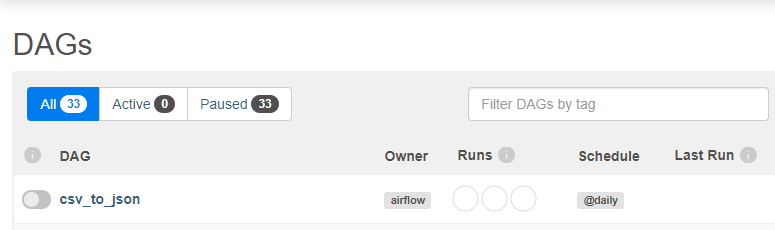 DAGs
All 33 Active 0 Paused 33 Filter DAGs by tag
i DAG Owner Runs i Schedule Last Run i
csv_to_json airflow @daily